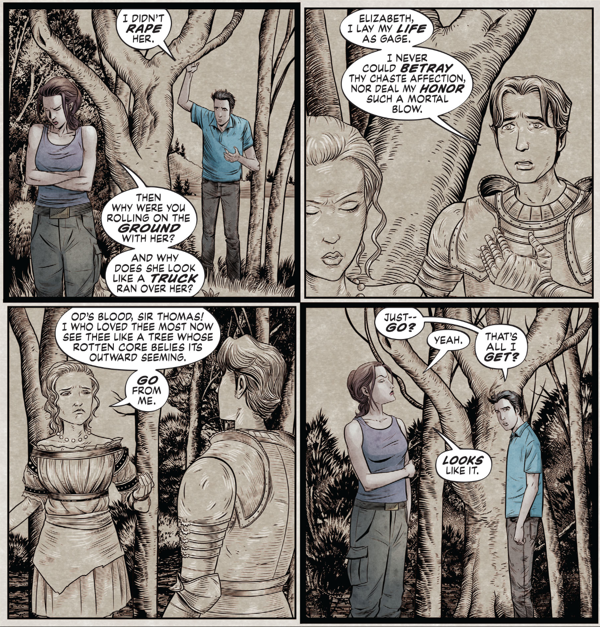 I DIDN'T
RAPE
HER.
THEN
WHY WERE YOU
ROLLING ON THE
GROUND
WITH HER?
AND WHY
DOES SHE LOOK
LIKE A TRUCK
RAN OVER HER?
ELIZABETH,
I LAY MY LIFE
AS GAGE.
I NEVER
COULD BETRAY
THY CHASTE AFFECTION,
NOR DEAL MY HONOR
SUCH A MORTAL
BLOW.
OD'S BLOOD, SIR THOMAS!
I WHO LOVED THEE MOST NOW
SEE THEE LIKE A TREE WHOSE
ROTTEN CORE BELIES ITS
OUTWARD SEEMING.
GO
FROM
ME.
JUST--
GO?
YEAH.
THAT'S
ALL I
GET?
LOOKS
LIKE IT.